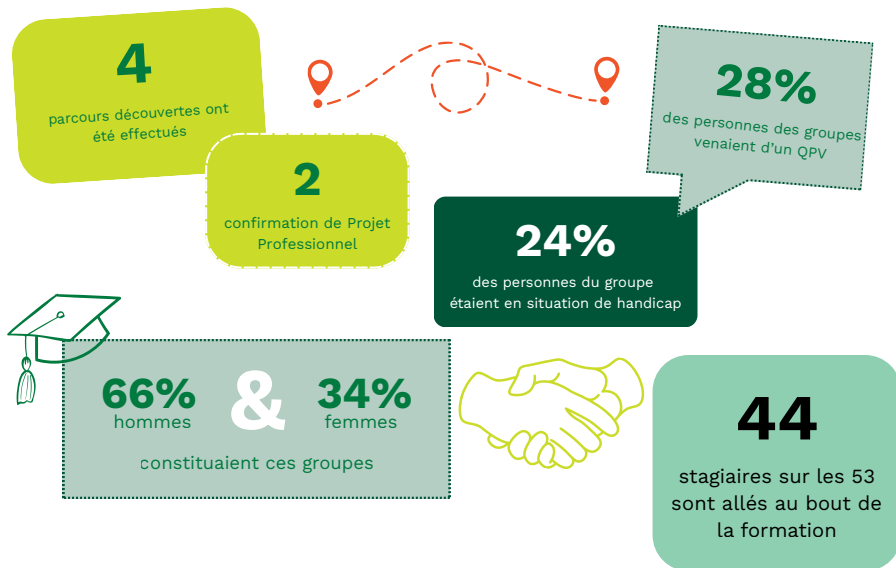 4
parcours découvertes ont
été effectués
28%
des personnes des groupes
venaient d'un QPV
2
confirmation de Projet
Professionnel
24%
des personnes du groupe
étaient en situation de handicap
66% & 34%
hommes femmes
constituaient ces groupes
44
stagiaires sur les 53
sont allés au bout de
la formation